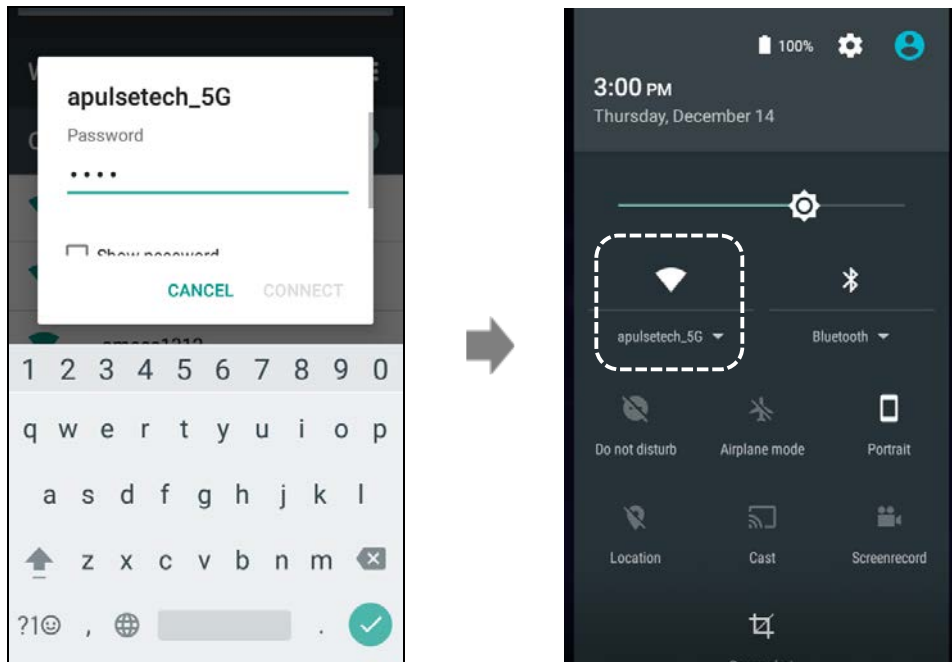 apulsetech_5G
Password
••••
CANCEL CONNECT
1 2 3 4 5 6 7 8 9 0
q w e r t y u i o p
a s d f g h j k l
z x c v b n m
?1☺ , .
100%
3:00 PM
Thursday, December 14
apulsetech_5G Bluetooth
Do not disturb Airplane mode Portrait
Location Cast Screenrecord